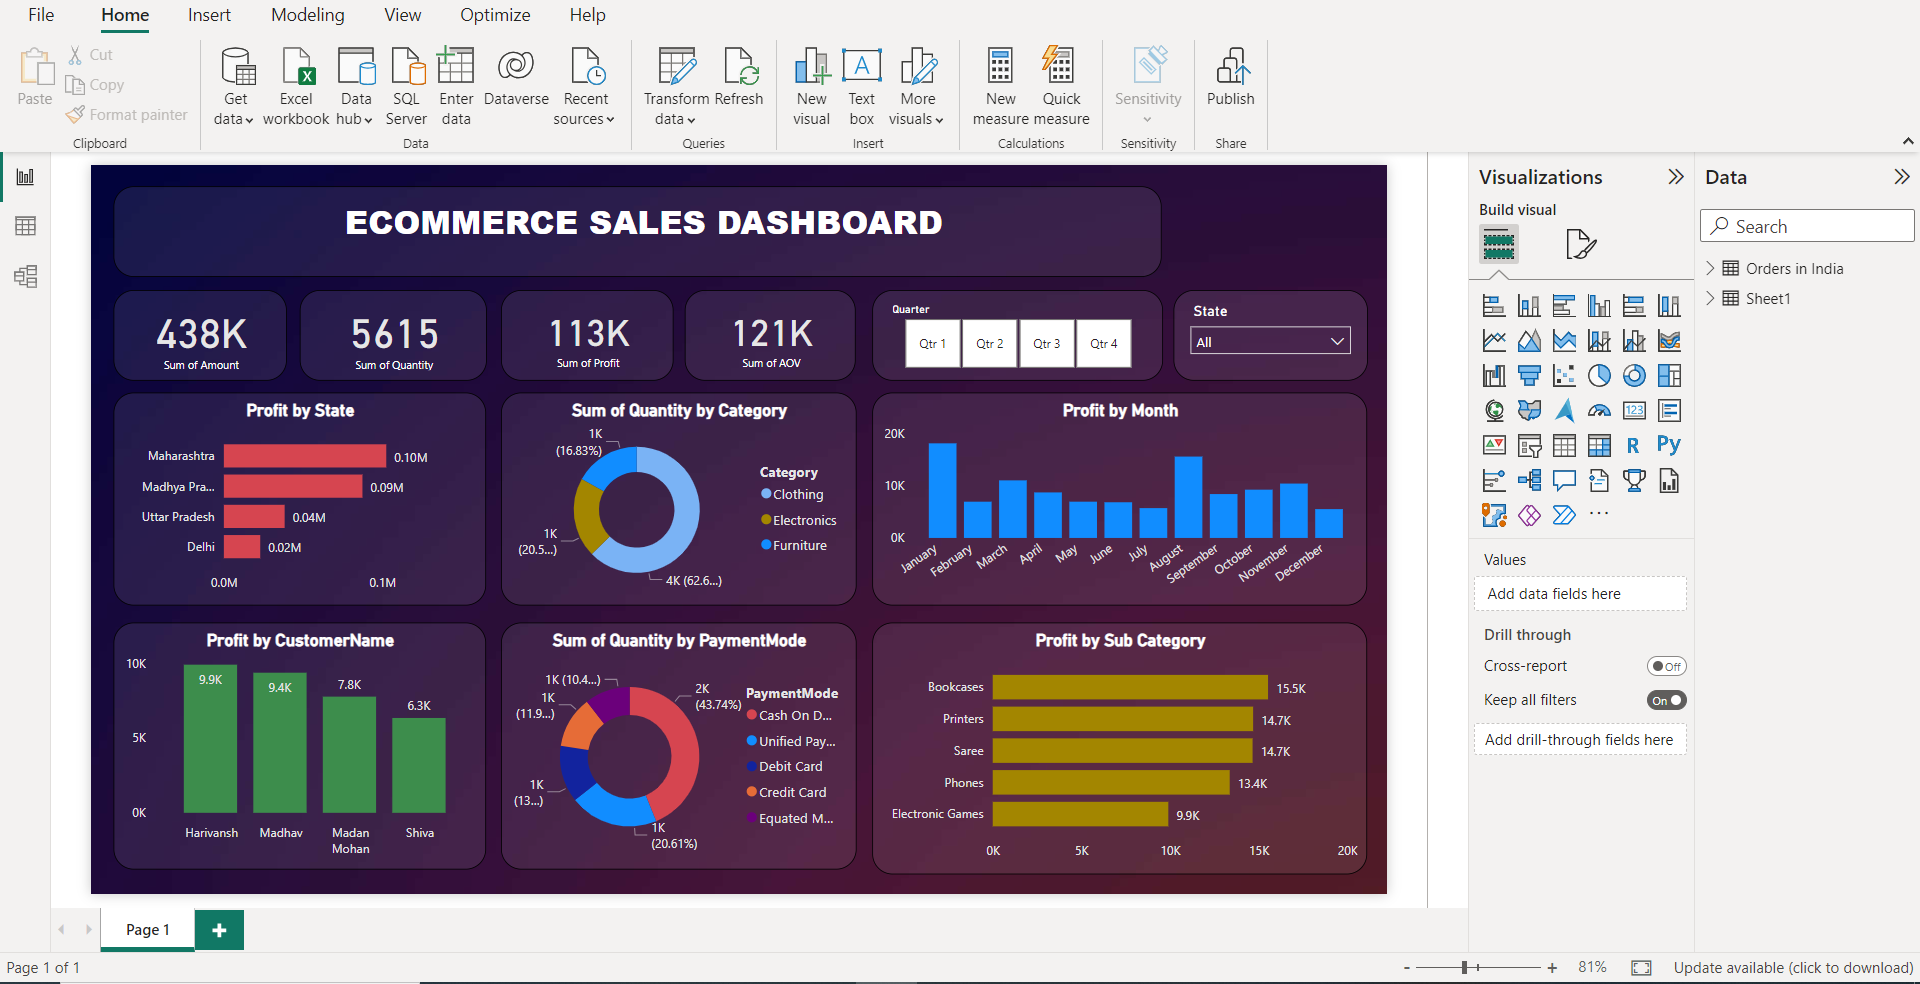 File Home Insert Modeling View Optimize Help
Paste
Cut
Copy
Format painter
Clipboard
Get data
Excel workbook
Data hub
SQL Server
Enter data
Dataverse
Recent sources
Data
Transform data
Refresh
Queries
New visual
Text box
More visuals
Insert
New measure
Quick measure
Calculations
Sensitivity
Sensitivity
Publish
Share
ECOMMERCE SALES DASHBOARD
438K
Sum of Amount
5615
Sum of Quantity
113K
Sum of Profit
121K
Sum of AOV
Quarter
Qtr 1 Qtr 2 Qtr 3 Qtr 4
State
All
Profit by State
Maharashtra 0.10M
Madhya Pra... 0.09M
Uttar Pradesh 0.04M
Delhi 0.02M
0.0M 0.1M
Sum of Quantity by Category
1K
(16.83%)
1K
(20.5...)
4K (62.6...)
Category
Clothing
Electronics
Furniture
Profit by Month
20K
10K
0K
January February March April May June July August September October November December
Profit by CustomerName
10K
5K
0K
9.9K 9.4K 7.8K 6.3K
Harivansh Madhav Madan Mohan Shiva
Sum of Quantity by PaymentMode
1K (10.4...)
1K
(11.9...)
1K
(13...)
2K
(43.74%)
1K
(20.61%)
PaymentMode
Cash On D...
Unified Pay...
Debit Card
Credit Card
Equated M...
Profit by Sub Category
Bookcases 15.5K
Printers 14.7K
Saree 14.7K
Phones 13.4K
Electronic Games 9.9K
0K 5K 10K 15K 20K
Visualizations
Build visual
123
R
Py
...
Values
Add data fields here
Drill through
Cross-report Off
Keep all filters On
Add drill-through fields here
Data
Search
Orders in India
Sheet1
Page 1
+
Page 1 of 1
- + 81%
Update available (click to download)